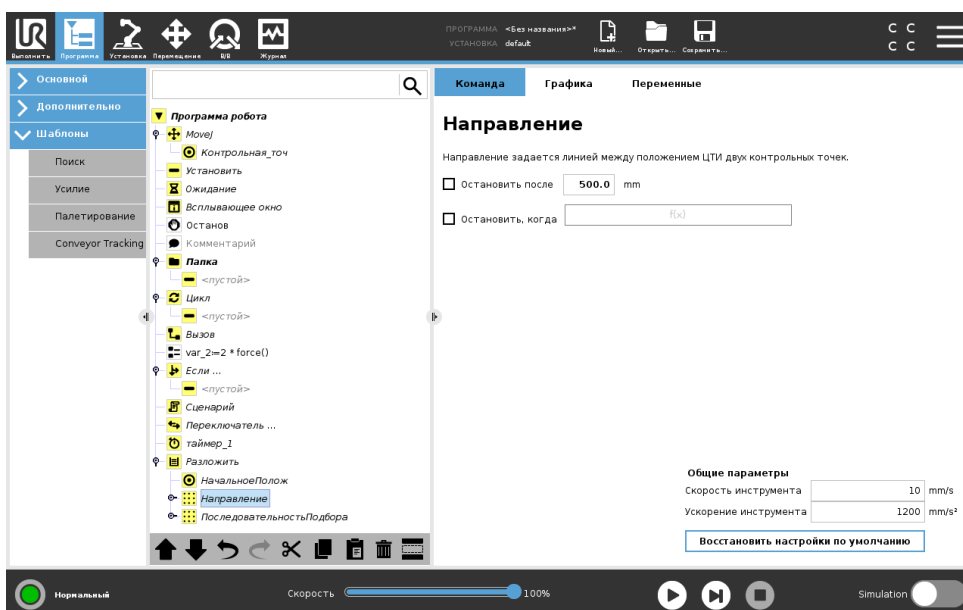 UR
Выполнить
Программа
Установка
Перемещение
В/В
Журнал
ПРОГРАММА <Без названия>*
УСТАНОВКА default
Новый...
Открыть...
Сохранить...
C C
C C
Основной
Дополнительно
Шаблоны
Поиск
Усилие
Палетирование
Conveyor Tracking
Программа робота
MoveJ
Контрольная_точ
Установить
Ожидание
Всплывающее окно
Останов
Комментарий
Папка
<пустой>
Цикл
<пустой>
Вызов
var_2≔2 * force()
Если ...
<пустой>
Сценарий
Переключатель ...
таймер_1
Разложить
НачальноеПолож
Направление
ПоследовательностьПодбора
Команда
Графика
Переменные
Направление
Направление задается линией между положением ЦТИ двух контрольных точек.
Остановить после 500.0 mm
Остановить, когда f(x)
Общие параметры
Скорость инструмента 10 mm/s
Ускорение инструмента 1200 mm/s²
Восстановить настройки по умолчанию
Нормальный
Скорость 100%
Simulation